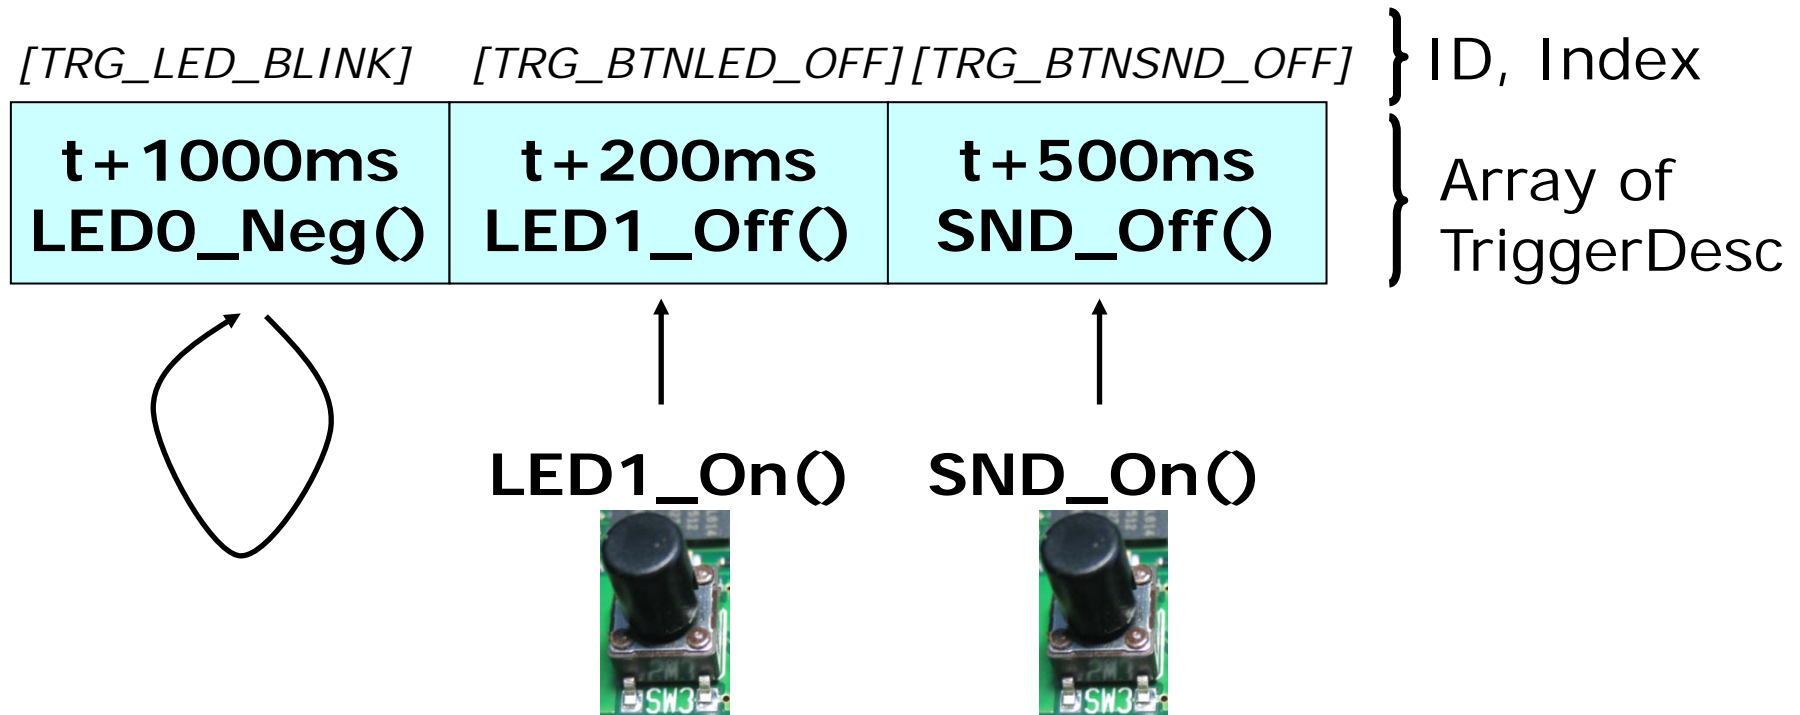 [TRG_LED_BLINK] [TRG_BTNLED_OFF] [TRG_BTNSND_OFF] ID, Index
t+1000ms t+200ms t+500ms
LED0_Neg() LED1_Off() SND_Off()
Array of
TriggerDesc
LED1_On() SND_On()
SW3 SW3